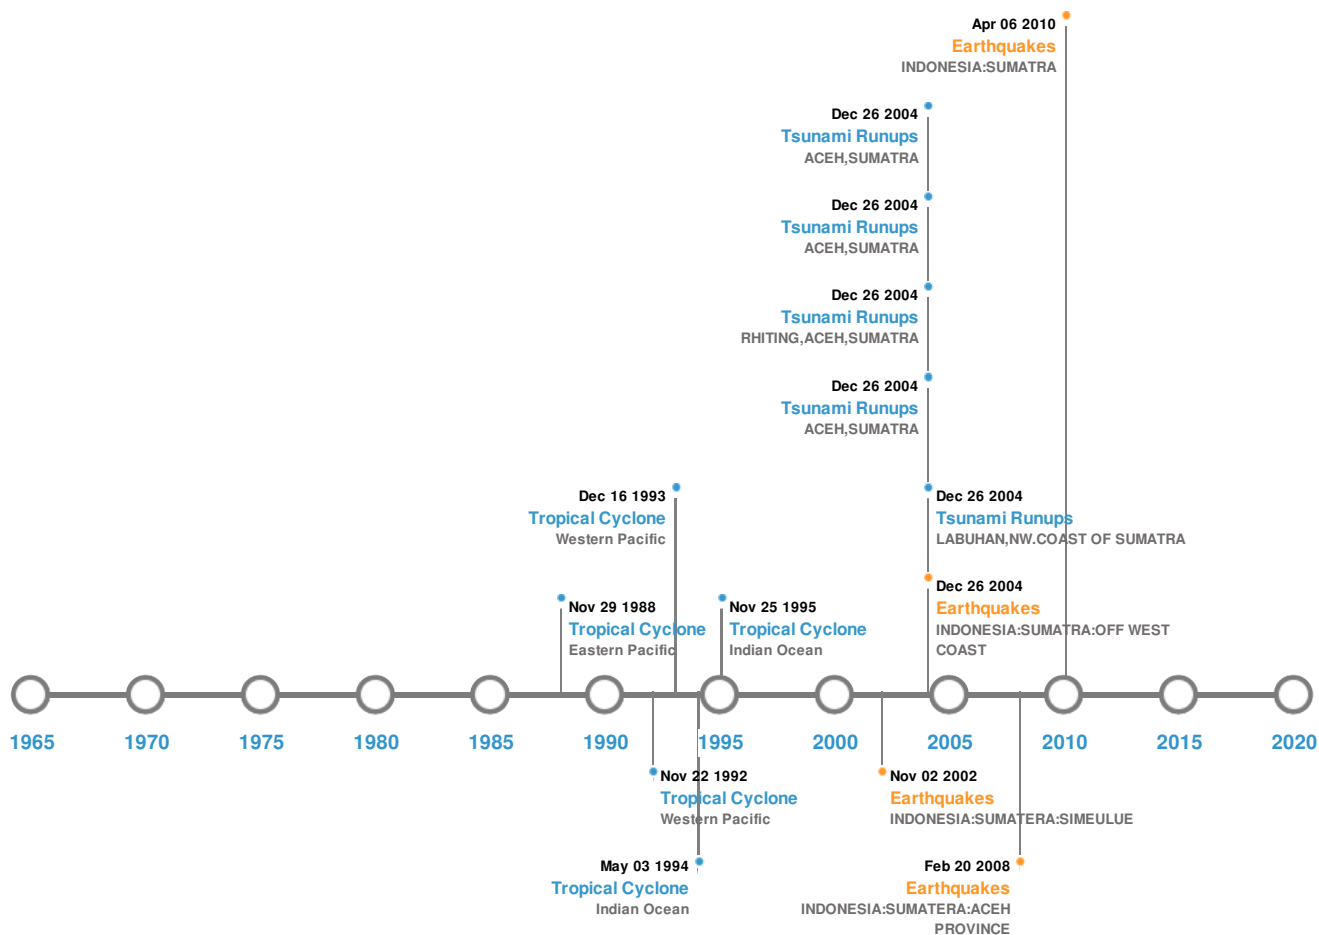 Apr 06 2010
Earthquakes
INDONESIA:SUMATRA
Dec 26 2004
Tsunami Runups
ACEH,SUMATRA
Dec 26 2004
Tsunami Runups
ACEH,SUMATRA
Dec 26 2004
Tsunami Runups
RHITING,ACEH,SUMATRA
Dec 26 2004
Tsunami Runups
ACEH,SUMATRA
Dec 16 1993
Tropical Cyclone
Western Pacific
Dec 26 2004
Tsunami Runups
LABUHAN,NW.COAST OF SUMATRA
Dec 26 2004
Earthquakes
INDONESIA:SUMATRA:OFF WEST
COAST
Nov 29 1988
Tropical Cyclone
Eastern Pacific
Nov 25 1995
Tropical Cyclone
Indian Ocean
1965 1970 1975 1980 1985 1990 1995 2000 2005 2010 2015 2020
Nov 22 1992
Tropical Cyclone
Western Pacific
Nov 02 2002
Earthquakes
INDONESIA:SUMATERA:SIMEULUE
May 03 1994
Tropical Cyclone
Indian Ocean
Feb 20 2008
Earthquakes
INDONESIA:SUMATERA:ACEH
PROVINCE